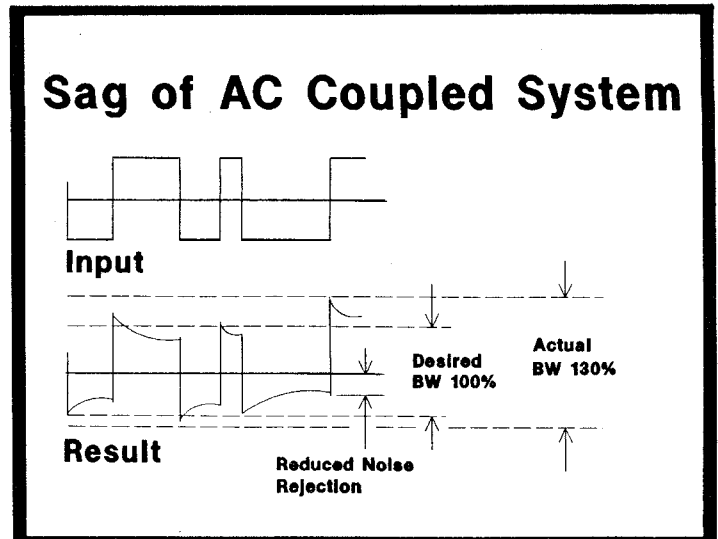 Sag of AC Coupled System
Input
Desired
BW 100%
Actual
BW 130%
Result
Reduced Noise
Rejection